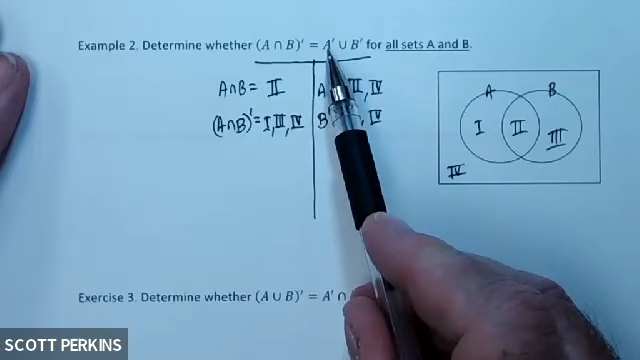 Example 2. Determine whether (A ∩ B)′ = A′ ∪ B′ for all sets A and B.
A∩B = II
A III, IV
(A∩B)′ = I, III, IV
B′ , IV
A B
I II III
IV
Exercise 3. Determine whether (A ∪ B)′ = A′ ∩
SCOTT PERKINS